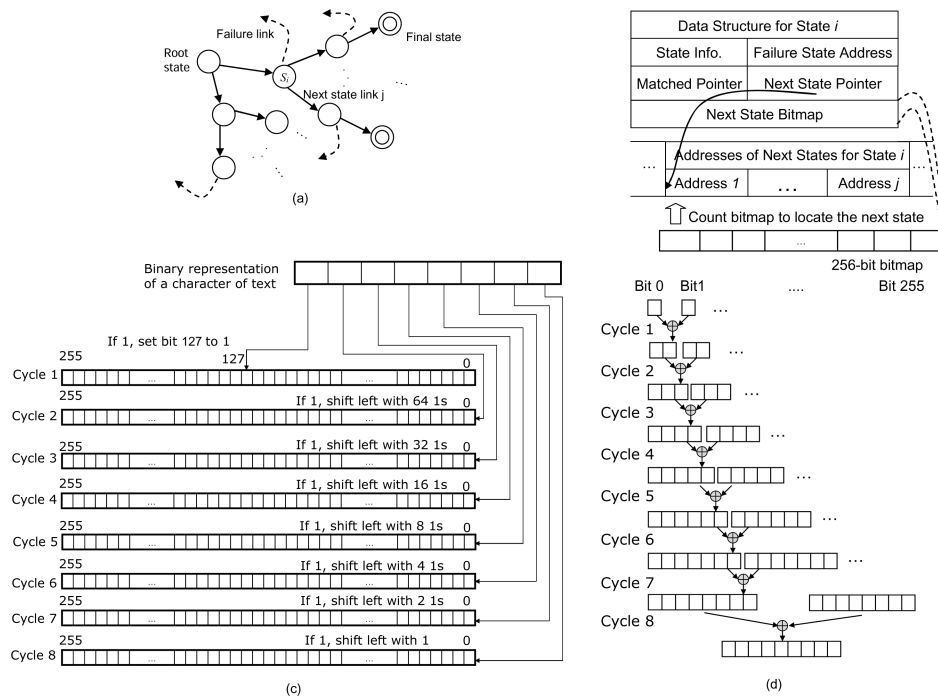 Failure link
Final state
Root
state
Si
Next state link j
...
...
...
...
(a)
Data Structure for State i
State Info.
Failure State Address
Matched Pointer
Next State Pointer
Next State Bitmap
...
Addresses of Next States for State i
...
Address 1
...
Address j
Count bitmap to locate the next state
...
256-bit bitmap
Binary representation
of a character of text
If 1, set bit 127 to 1
255
127
0
Cycle 1
...
...
255
If 1, shift left with 64 1s
0
Cycle 2
...
...
255
If 1, shift left with 32 1s
0
Cycle 3
...
...
255
If 1, shift left with 16 1s
0
Cycle 4
...
...
255
If 1, shift left with 8 1s
0
Cycle 5
...
...
255
If 1, shift left with 4 1s
0
Cycle 6
...
...
255
If 1, shift left with 2 1s
0
Cycle 7
...
...
255
If 1, shift left with 1
0
Cycle 8
...
...
(c)
Bit 0
Bit1
....
Bit 255
...
Cycle 1
...
Cycle 2
...
Cycle 3
...
Cycle 4
...
Cycle 5
...
Cycle 6
...
Cycle 7
Cycle 8
(d)